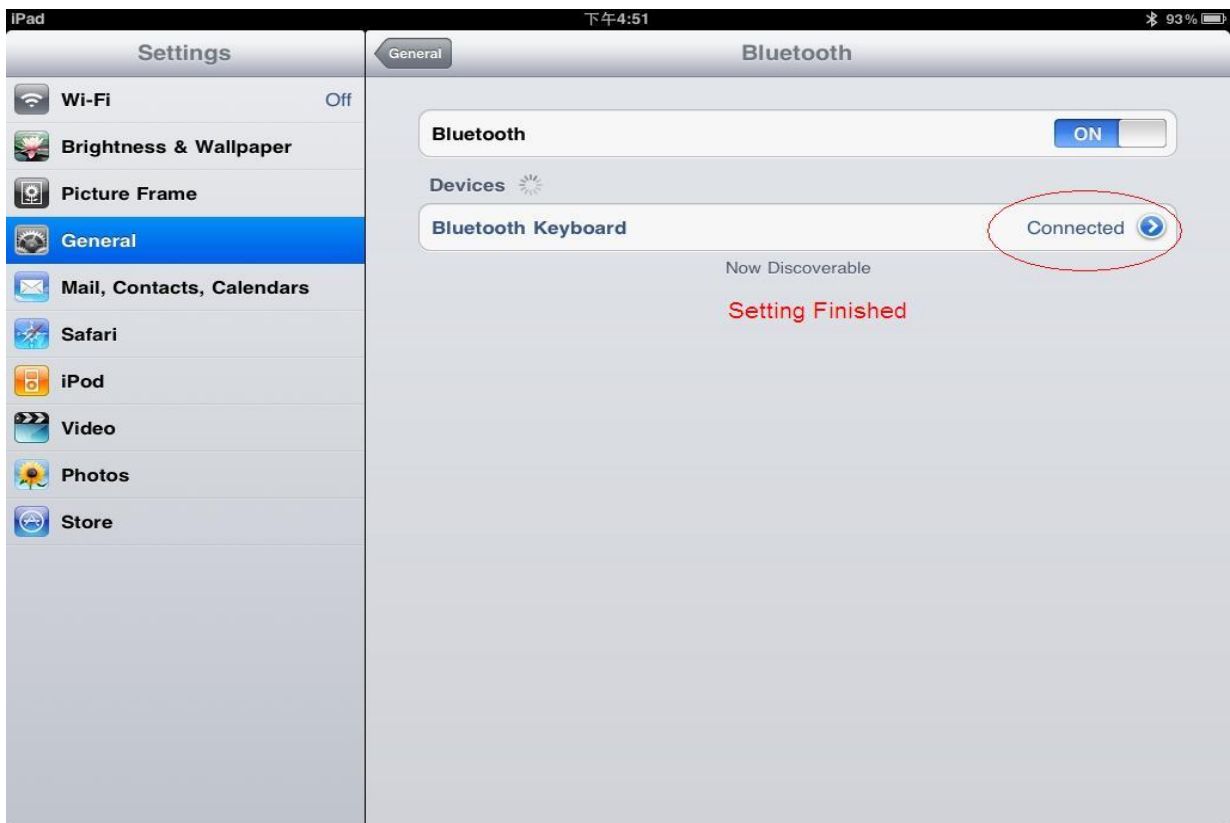 iPad 下午4:51 93%
Settings
Wi-Fi Off
Brightness & Wallpaper
Picture Frame
General
Mail, Contacts, Calendars
Safari
iPod
Video
Photos
Store
General Bluetooth
Bluetooth ON
Devices
Bluetooth Keyboard Connected
Now Discoverable
Setting Finished